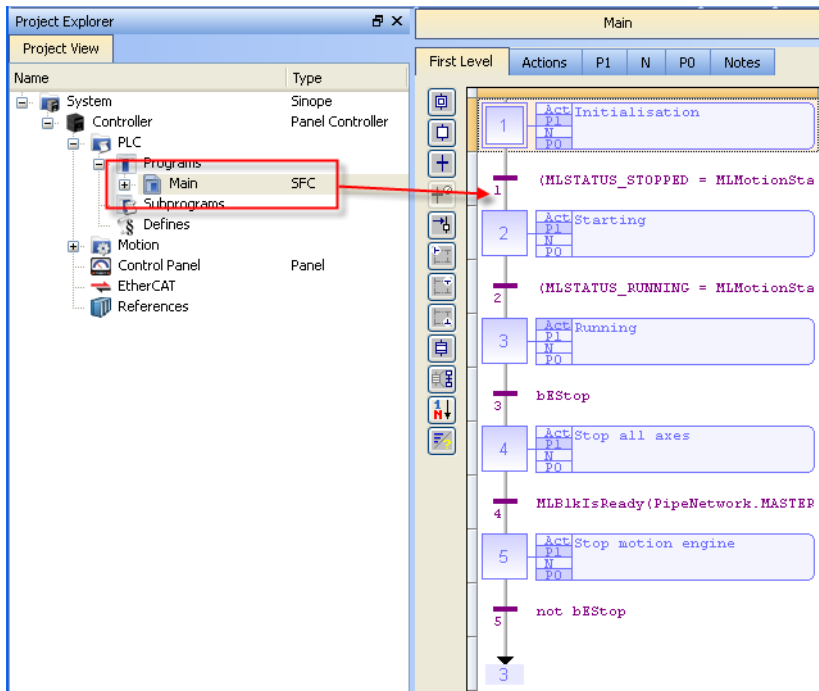 Project Explorer
Project View
Name Type
System Sinope
Controller Panel Controller
PLC
Programs
Main SFC
Subprograms
Defines
Motion
Control Panel Panel
EtherCAT
References
Main
First Level Actions P1 N P0 Notes
1 Act Initialisation
P1
N
P0
1 (MLSTATUS_STOPPED = MLMotionSta
2 Act Starting
P1
N
P0
2 (MLSTATUS_RUNNING = MLMotionSta
3 Act Running
P1
N
P0
3 bEStop
4 Act Stop all axes
P1
N
P0
4 MLBlkIsReady(PipeNetwork.MASTER
5 Act Stop motion engine
P1
N
P0
5 not bEStop
3